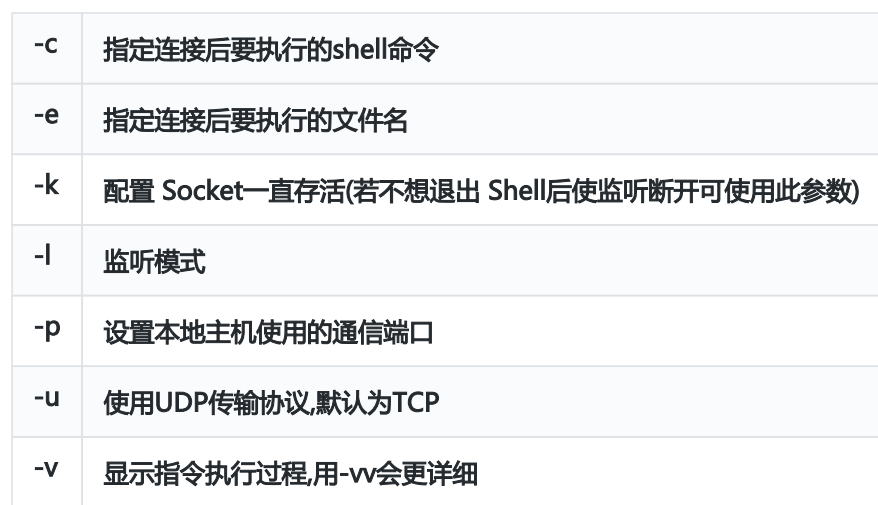 -c 指定连接后要执行的shell命令
-e 指定连接后要执行的文件名
-k 配置 Socket一直存活(若不想退出 Shell后使监听断开可使用此参数)
-l 监听模式
-p 设置本地主机使用的通信端口
-u 使用UDP传输协议,默认为TCP
-v 显示指令执行过程,用-vv会更详细